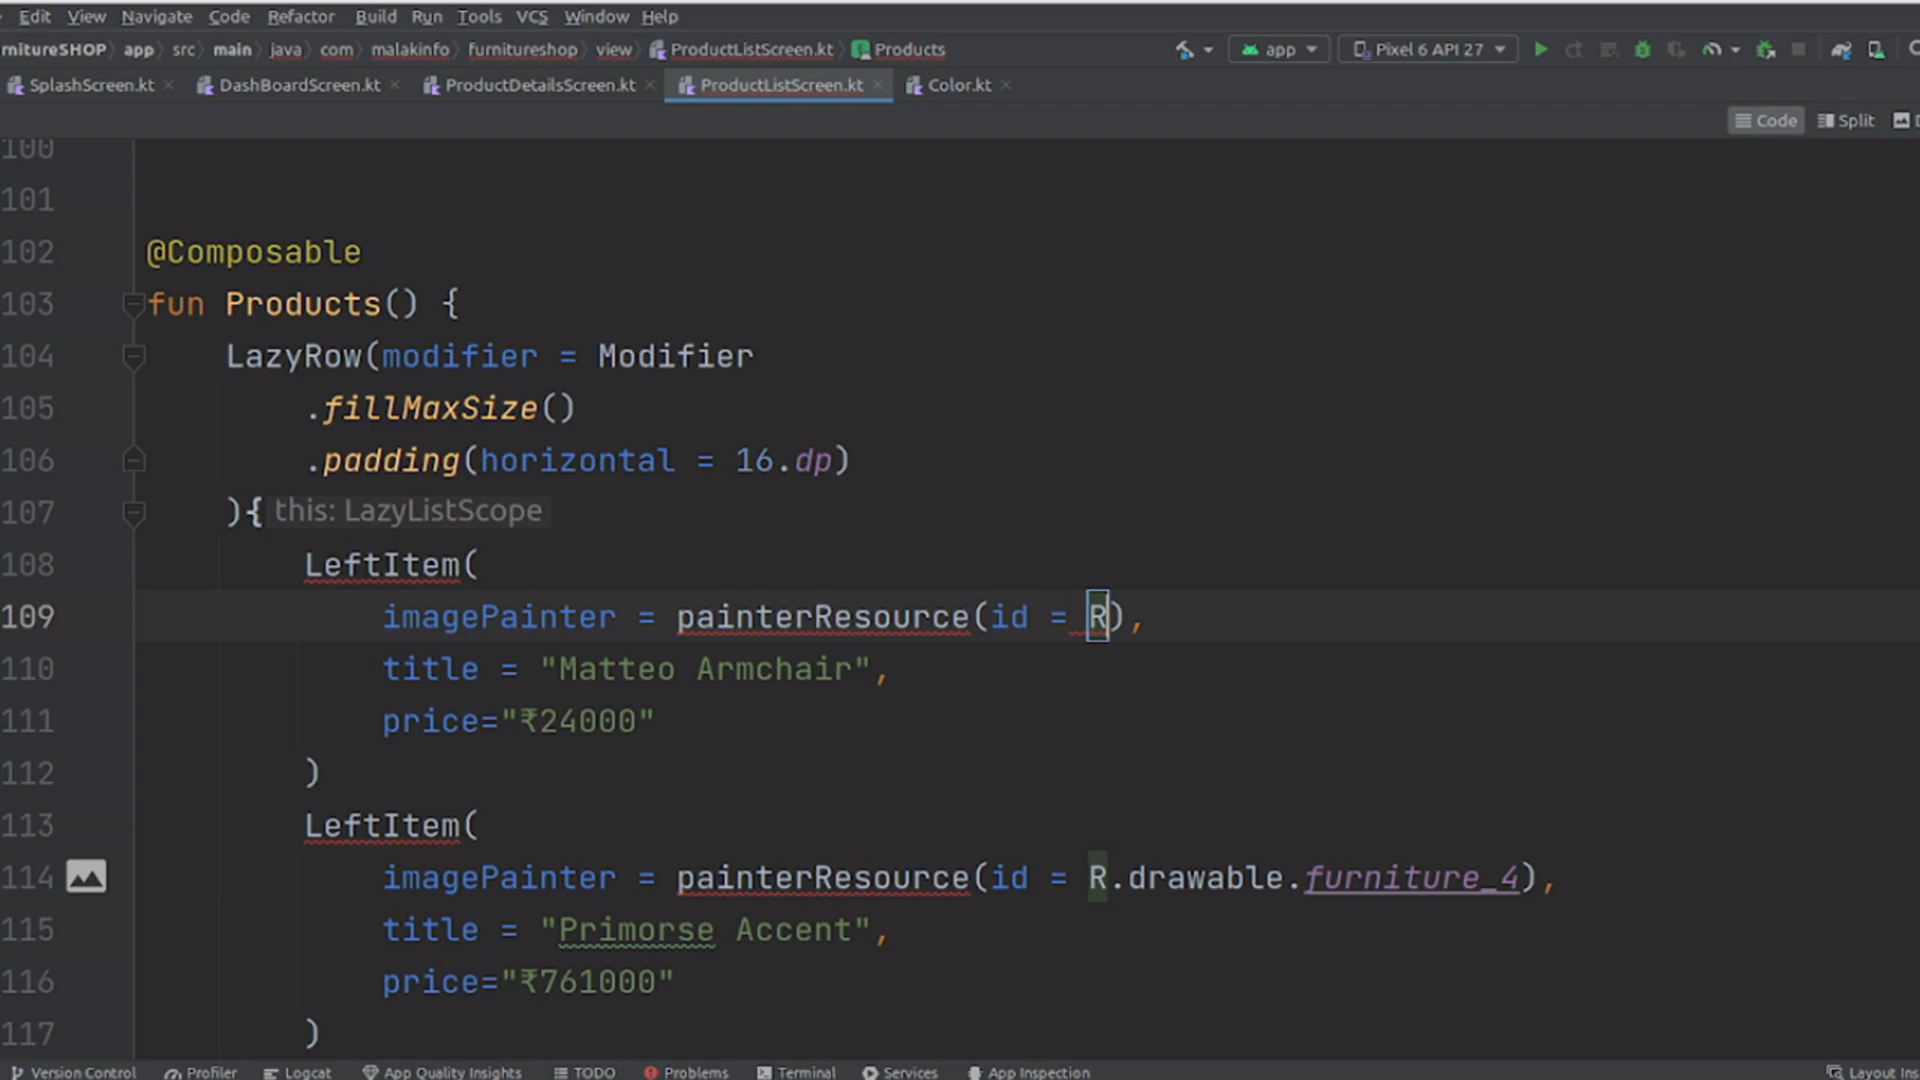 Edit View Navigate Code Refactor Build Run Tools VCS Window Help
rnitureSHOP app src main java com malakinfo furnitureshop view ProductListScreen.kt Products app Pixel 6 API 27
SplashScreen.kt DashBoardScreen.kt ProductDetailsScreen.kt ProductListScreen.kt Color.kt
Code Split
100
101
102 @Composable
103 fun Products() {
104 LazyRow(modifier = Modifier
105 .fillMaxSize()
106 .padding(horizontal = 16.dp)
107 ){ this: LazyListScope
108 LeftItem(
109 imagePainter = painterResource(id = R),
110 title = "Matteo Armchair",
111 price="₹24000"
112 )
113 LeftItem(
114 imagePainter = painterResource(id = R.drawable.furniture_4),
115 title = "Primorse Accent",
116 price="₹761000"
117 )
Version Control Profiler Logcat App Quality Insights TODO Problems Terminal Services App Inspection Layout Ins